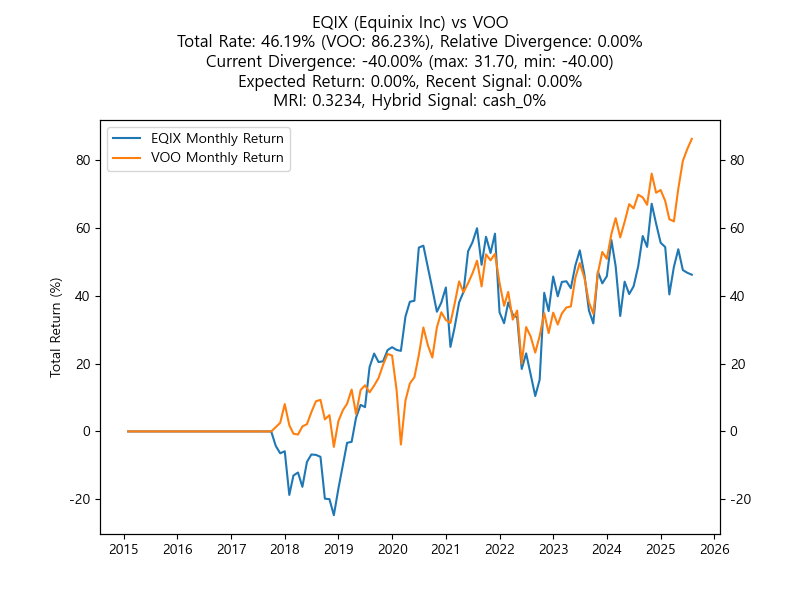 EQIX (Equinix Inc) vs VOO
Total Rate: 46.19% (VOO: 86.23%), Relative Divergence: 0.00%
Current Divergence: -40.00% (max: 31.70, min: -40.00)
Expected Return: 0.00%, Recent Signal: 0.00%
MRI: 0.3234, Hybrid Signal: cash_0%
EQIX Monthly Return
VOO Monthly Return
Total Return (%)
80
60
40
20
0
-20
80
60
40
20
0
-20
2015 2016 2017 2018 2019 2020 2021 2022 2023 2024 2025 2026